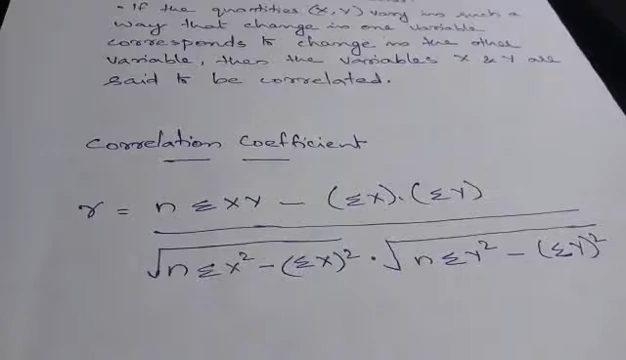 - If the quantities (X, Y) vary in such a
way that change in one variable
corresponds to change in the other
variable, then the variables X & Y are
said to be correlated.
Correlation Coefficient
r = n ΣXY - (ΣX).(ΣY)
√nΣX² - (ΣX)² . √nΣY² - (ΣY)²